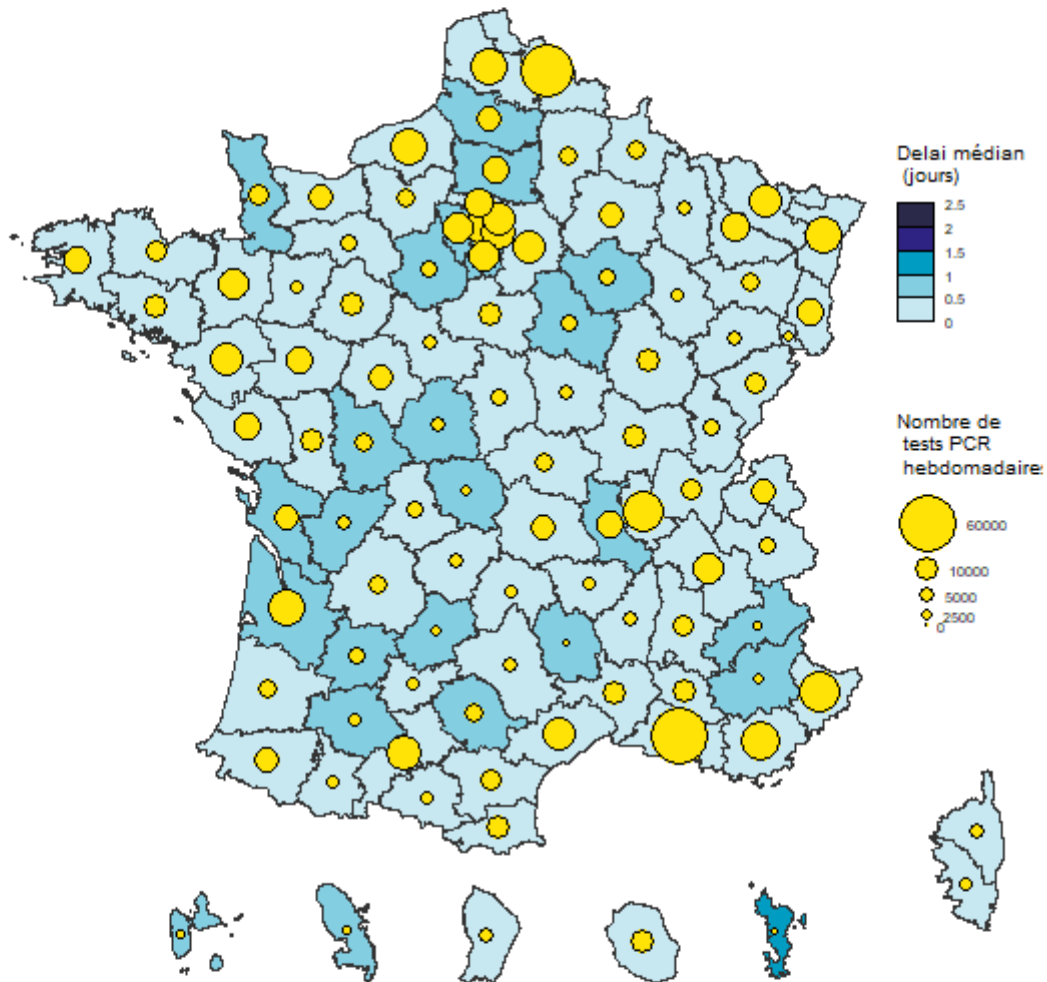 Delai médian
(jours)
2.5
2
1.5
1
0.5
0
Nombre de
tests PCR
hebdomadaires
60000
10000
5000
2500
0